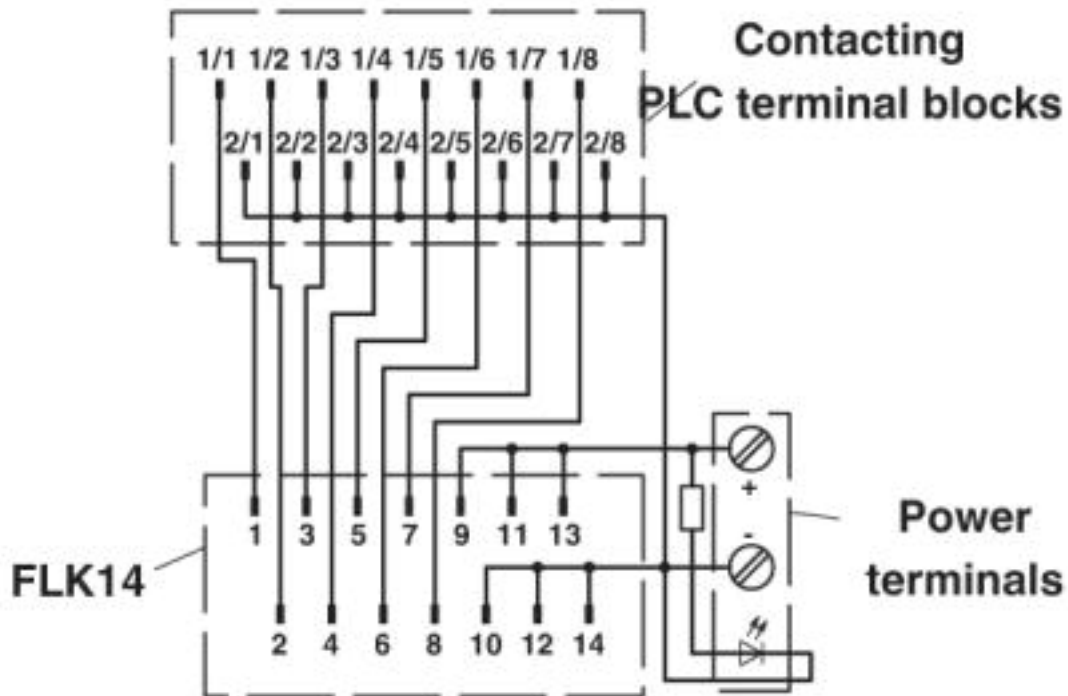 Contacting
PLC terminal blocks
1/1 1/2 1/3 1/4 1/5 1/6 1/7 1/8
2/1 2/2 2/3 2/4 2/5 2/6 2/7 2/8
+
-
1 3 5 7 9 11 13
2 4 6 8 10 12 14
FLK14
Power
terminals